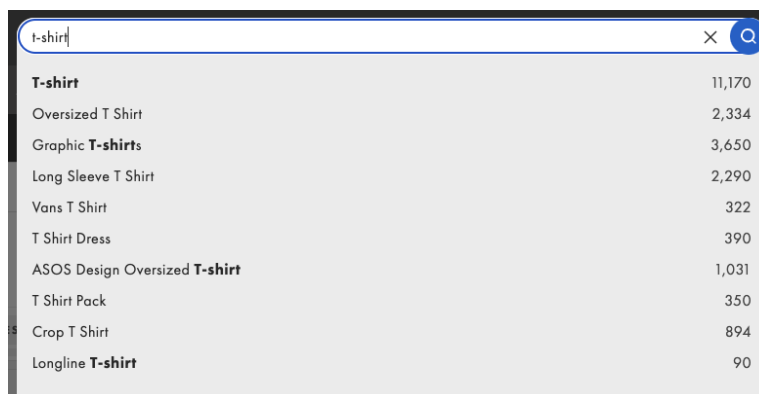 t-shirt
T-shirt 11,170
Oversized T Shirt 2,334
Graphic T-shirts 3,650
Long Sleeve T Shirt 2,290
Vans T Shirt 322
T Shirt Dress 390
ASOS Design Oversized T-shirt 1,031
T Shirt Pack 350
Crop T Shirt 894
Longline T-shirt 90